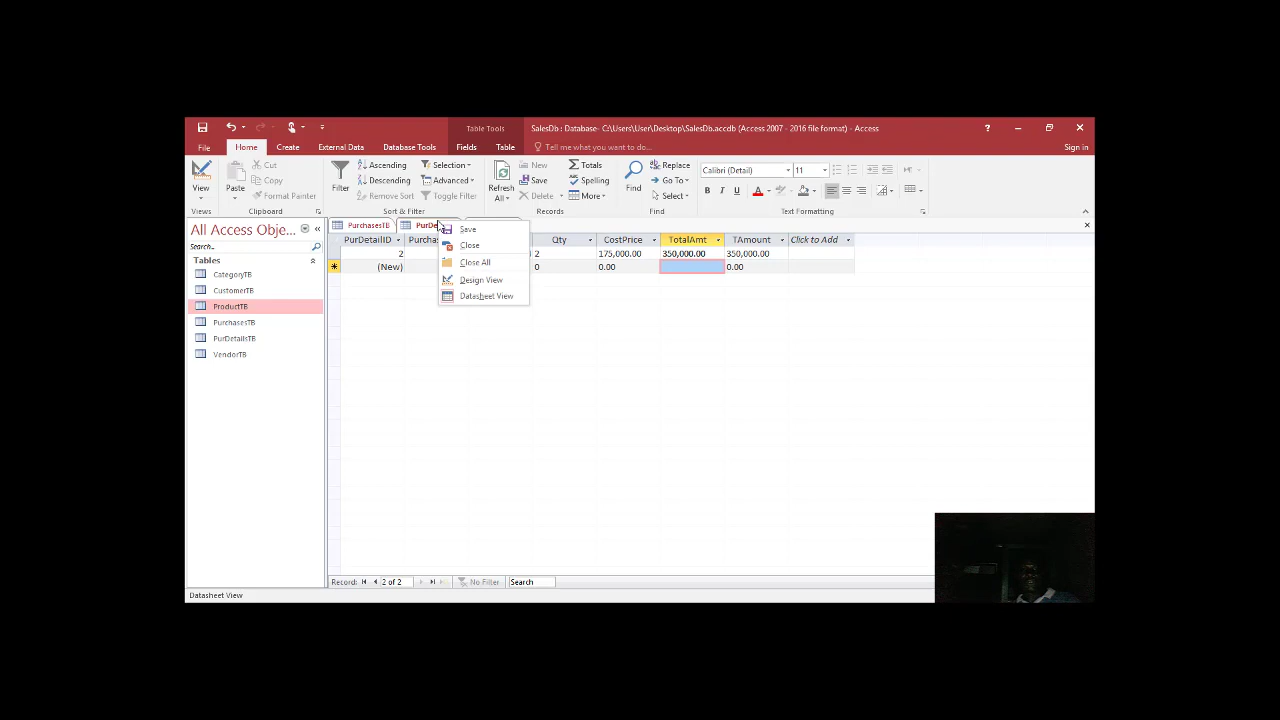 Table Tools
SalesDb : Database- C:\Users\User\Desktop\SalesDb.accdb (Access 2007 - 2016 file format) - Access
?
File Home Create External Data Database Tools Fields Table Tell me what you want to do... Sign in
View
Views
Paste
Cut
Copy
Format Painter
Clipboard
Filter
Ascending
Descending
Remove Sort
Selection
Advanced
Toggle Filter
Sort & Filter
Refresh
All
New
Save
Delete
Totals
Spelling
More
Records
Find
Replace
Go To
Select
Find
Calibri (Detail) 11
B I U A
Text Formatting
All Access Obje...
Search...
Tables
CategoryTB
CustomerTB
ProductTB
PurchasesTB
PurDetailsTB
VendorTB
PurchasesTB PurDe
PurDetailID Purcha Qty CostPrice TotalAmt TAmount Click to Add
2 2 175,000.00 350,000.00 350,000.00
(New) 0 0.00 0.00
Save
Close
Close All
Design View
Datasheet View
Record: 2 of 2 No Filter Search
Datasheet View